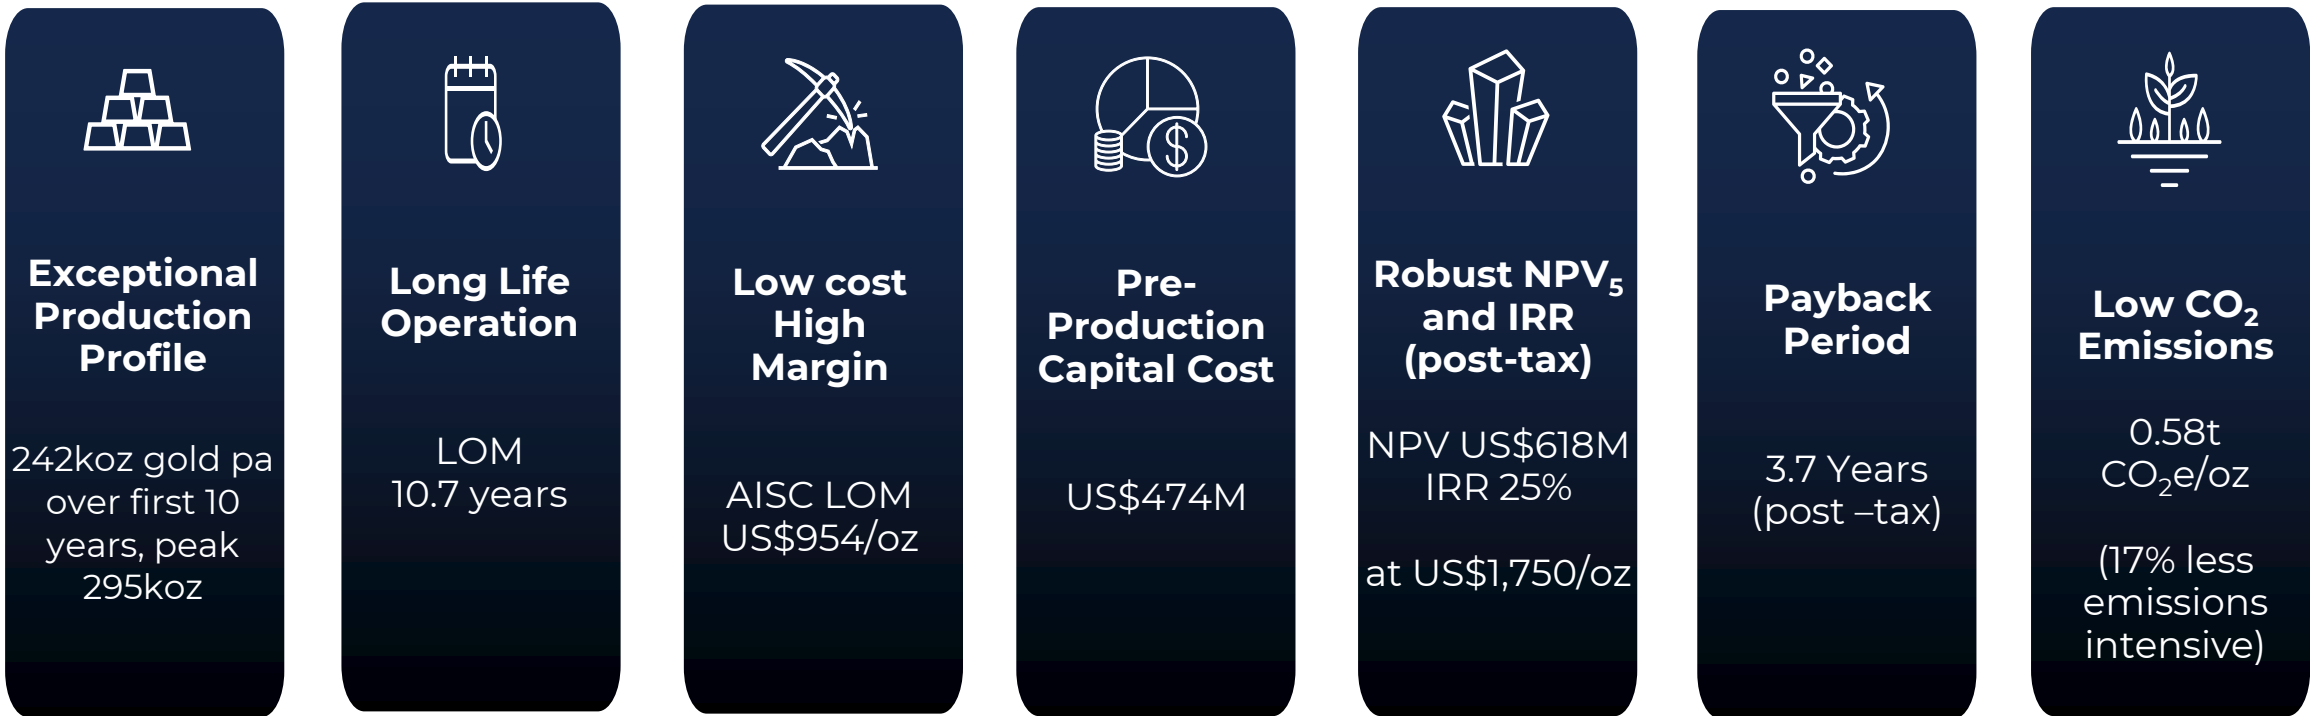 Exceptional
Production
Profile
242koz gold pa
over first 10
years, peak
295koz
Long Life
Operation
LOM
10.7 years
Low cost
High
Margin
AISC LOM
US$954/oz
Pre-
Production
Capital Cost
US$474M
Robust NPV₅
and IRR
(post-tax)
NPV US$618M
IRR 25%
at US$1,750/oz
Payback
Period
3.7 Years
(post –tax)
Low CO₂
Emissions
0.58t
CO₂e/oz
(17% less
emissions
intensive)